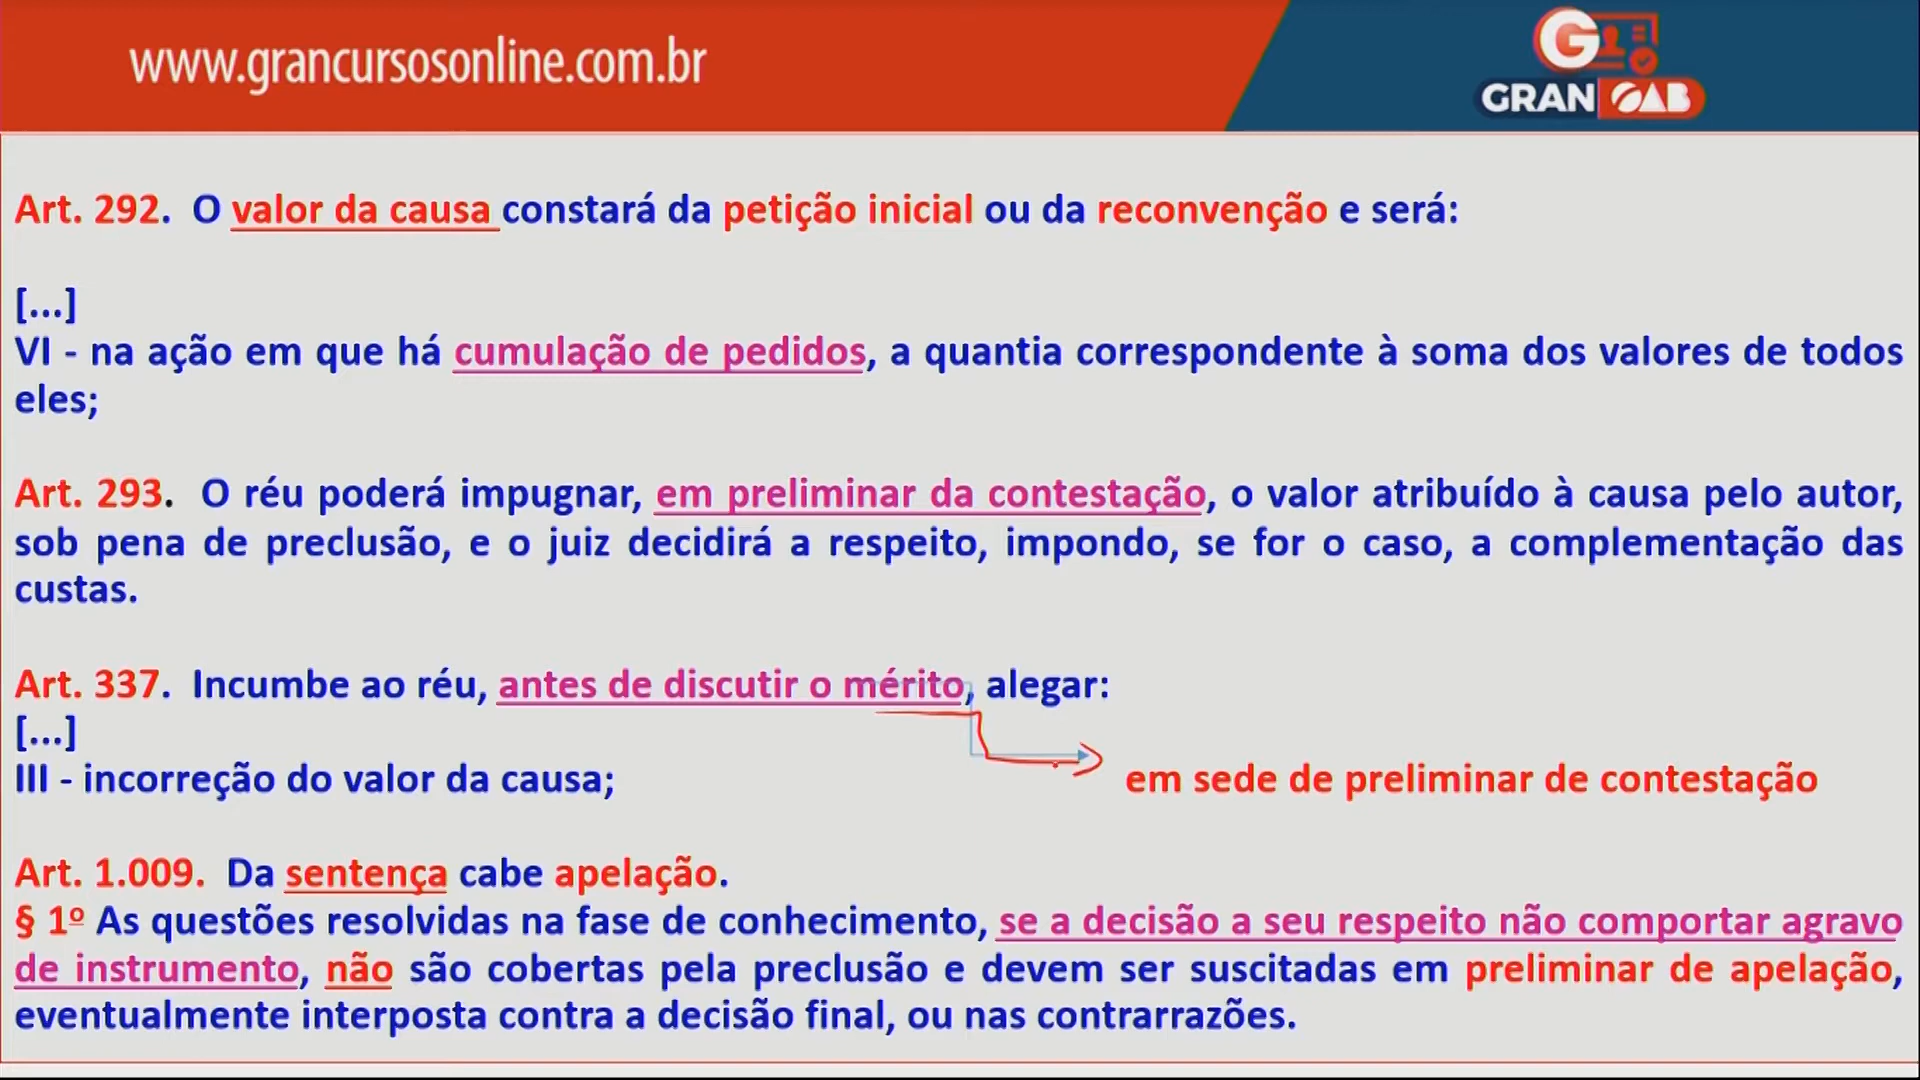 www.grancursosonline.com.br
GRAN OAB
Art. 292. O valor da causa constará da petição inicial ou da reconvenção e será:
[...]
VI - na ação em que há cumulação de pedidos, a quantia correspondente à soma dos valores de todos
eles;
Art. 293. O réu poderá impugnar, em preliminar da contestação, o valor atribuído à causa pelo autor,
sob pena de preclusão, e o juiz decidirá a respeito, impondo, se for o caso, a complementação das
custas.
Art. 337. Incumbe ao réu, antes de discutir o mérito, alegar:
[...]
III - incorreção do valor da causa;
em sede de preliminar de contestação
Art. 1.009. Da sentença cabe apelação.
§ 1º As questões resolvidas na fase de conhecimento, se a decisão a seu respeito não comportar agravo
de instrumento, não são cobertas pela preclusão e devem ser suscitadas em preliminar de apelação,
eventualmente interposta contra a decisão final, ou nas contrarrazões.